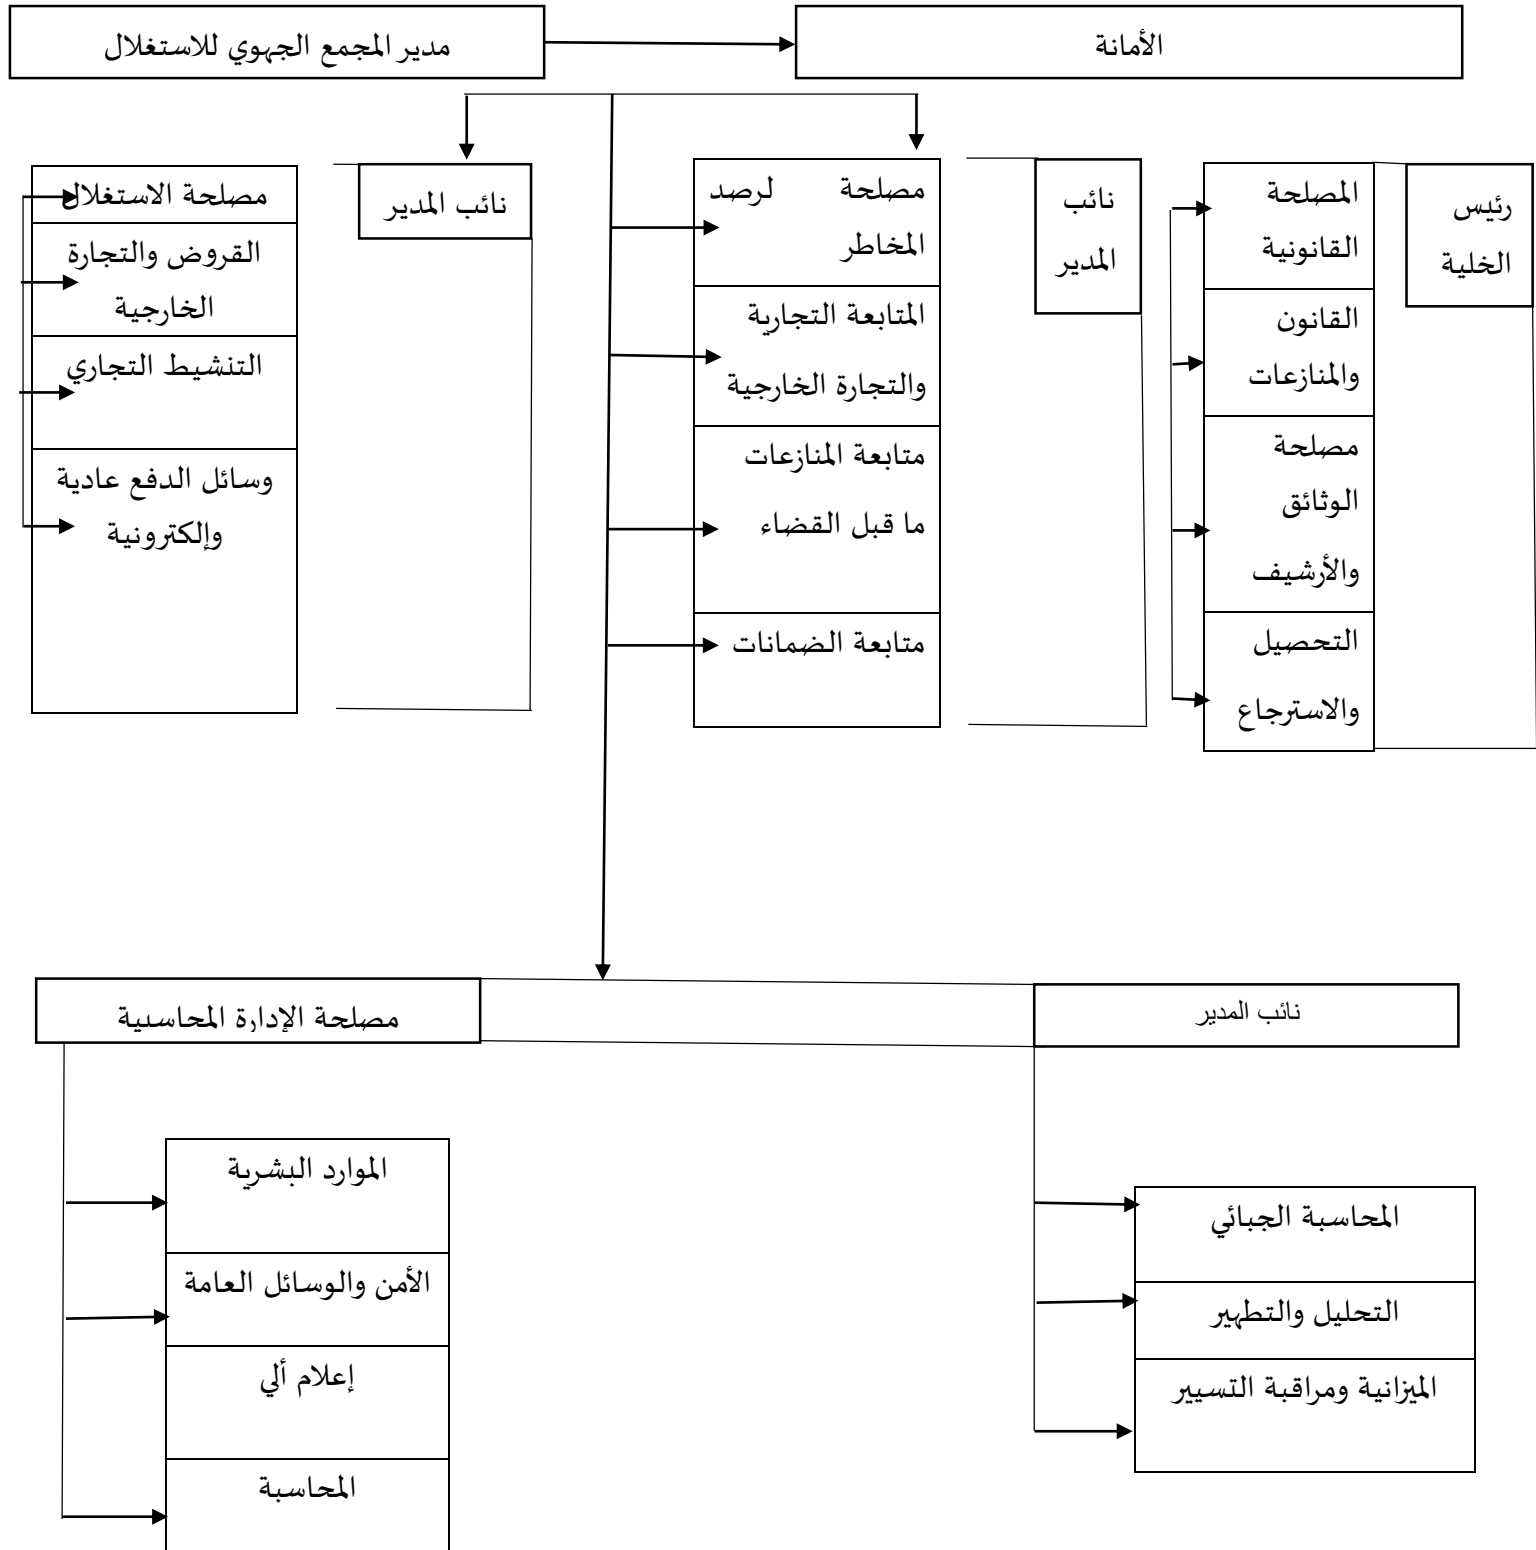 الأمانة
مدير المجمع الجهوي للاستغلال
رئيس
الخلية
المصلحة
القانونية
القانون
والمنازعات
مصلحة
الوثائق
والأرشيف
التحصيل
والاسترجاع
نائب
المدير
مصلحة لرصد
المخاطر
المتابعة التجارية
والتجارة الخارجية
متابعة المنازعات
ما قبل القضاء
متابعة الضمانات
نائب المدير
مصلحة الاستغلال
القروض والتجارة
الخارجية
التنشيط التجاري
وسائل الدفع عادية
وإلكترونية
نائب المدير
مصلحة الإدارة المحاسبية
المحاسبة الجبائي
التحليل والتطهير
الميزانية ومراقبة التسيير
الموارد البشرية
الأمن والوسائل العامة
إعلام ألي
المحاسبة